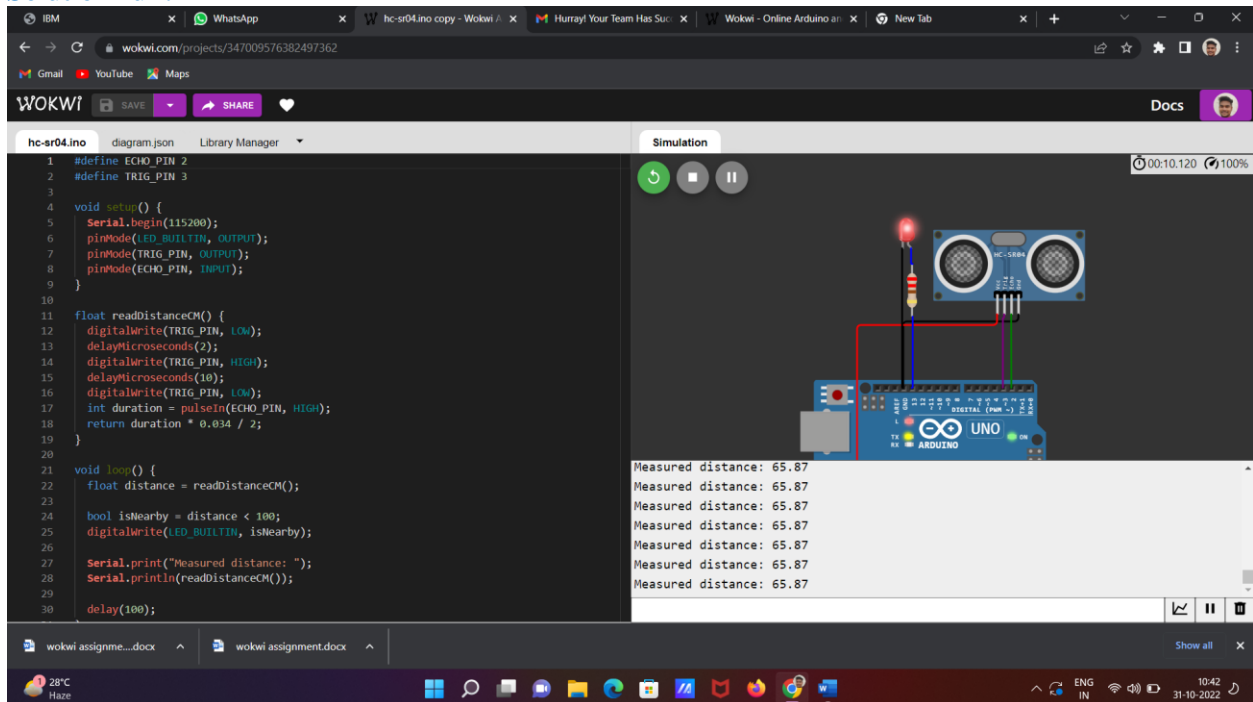 IBM
WhatsApp
hc-sr04.ino copy - Wokwi A
Hurray! Your Team Has Suc
Wokwi - Online Arduino an
New Tab
wokwi.com/projects/347009576382497362
Gmail
YouTube
Maps
WOKWI
SAVE
SHARE
Docs
hc-sr04.ino
diagram.json
Library Manager
1 #define ECHO_PIN 2
2 #define TRIG_PIN 3
3
4 void setup() {
5 Serial.begin(115200);
6 pinMode(LED_BUILTIN, OUTPUT);
7 pinMode(TRIG_PIN, OUTPUT);
8 pinMode(ECHO_PIN, INPUT);
9 }
10
11 float readDistanceCM() {
12 digitalWrite(TRIG_PIN, LOW);
13 delayMicroseconds(2);
14 digitalWrite(TRIG_PIN, HIGH);
15 delayMicroseconds(10);
16 digitalWrite(TRIG_PIN, LOW);
17 int duration = pulseIn(ECHO_PIN, HIGH);
18 return duration * 0.034 / 2;
19 }
20
21 void loop() {
22 float distance = readDistanceCM();
23
24 bool isNearby = distance < 100;
25 digitalWrite(LED_BUILTIN, isNearby);
26
27 Serial.print("Measured distance: ");
28 Serial.println(readDistanceCM());
29
30 delay(100);
Simulation
00:10.120
100%
HC-SR04
AREF
GND
13
12
DIGITAL (PWM ~)
L
TX
RX
UNO
ARDUINO
ON
Measured distance: 65.87
Measured distance: 65.87
Measured distance: 65.87
Measured distance: 65.87
Measured distance: 65.87
Measured distance: 65.87
Measured distance: 65.87
wokwi assignme....docx
wokwi assignment.docx
Show all
1
28°C
Haze
ENG
IN
10:42
31-10-2022